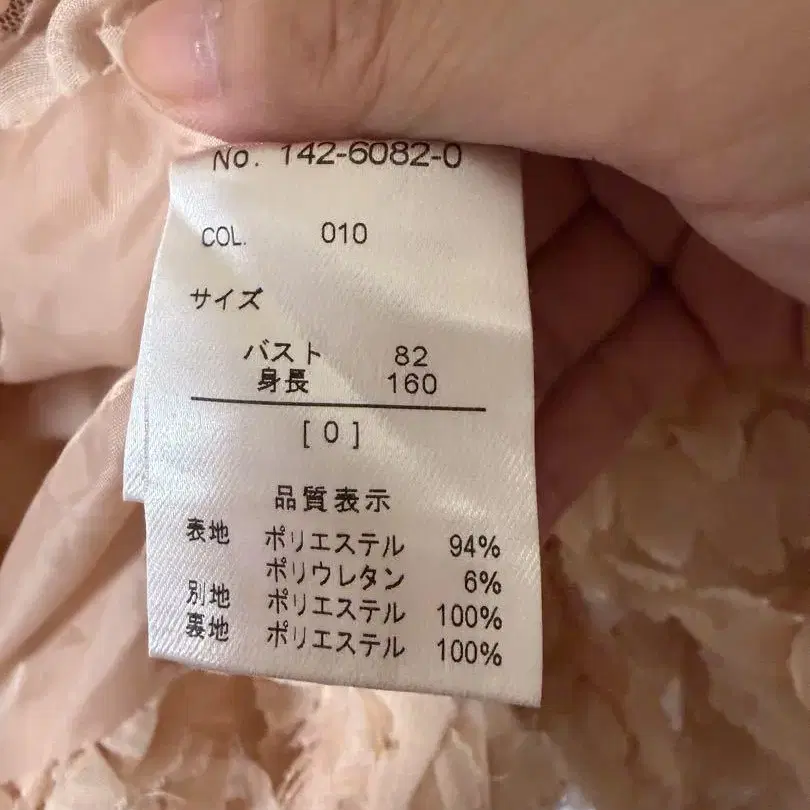 No. 142-6082-0
COL. 010
サイズ
バスト 82
身長 160
[ 0 ]
品質表示
表地 ポリエステル 94%
ポリウレタン 6%
別地 ポリエステル 100%
裏地 ポリエステル 100%